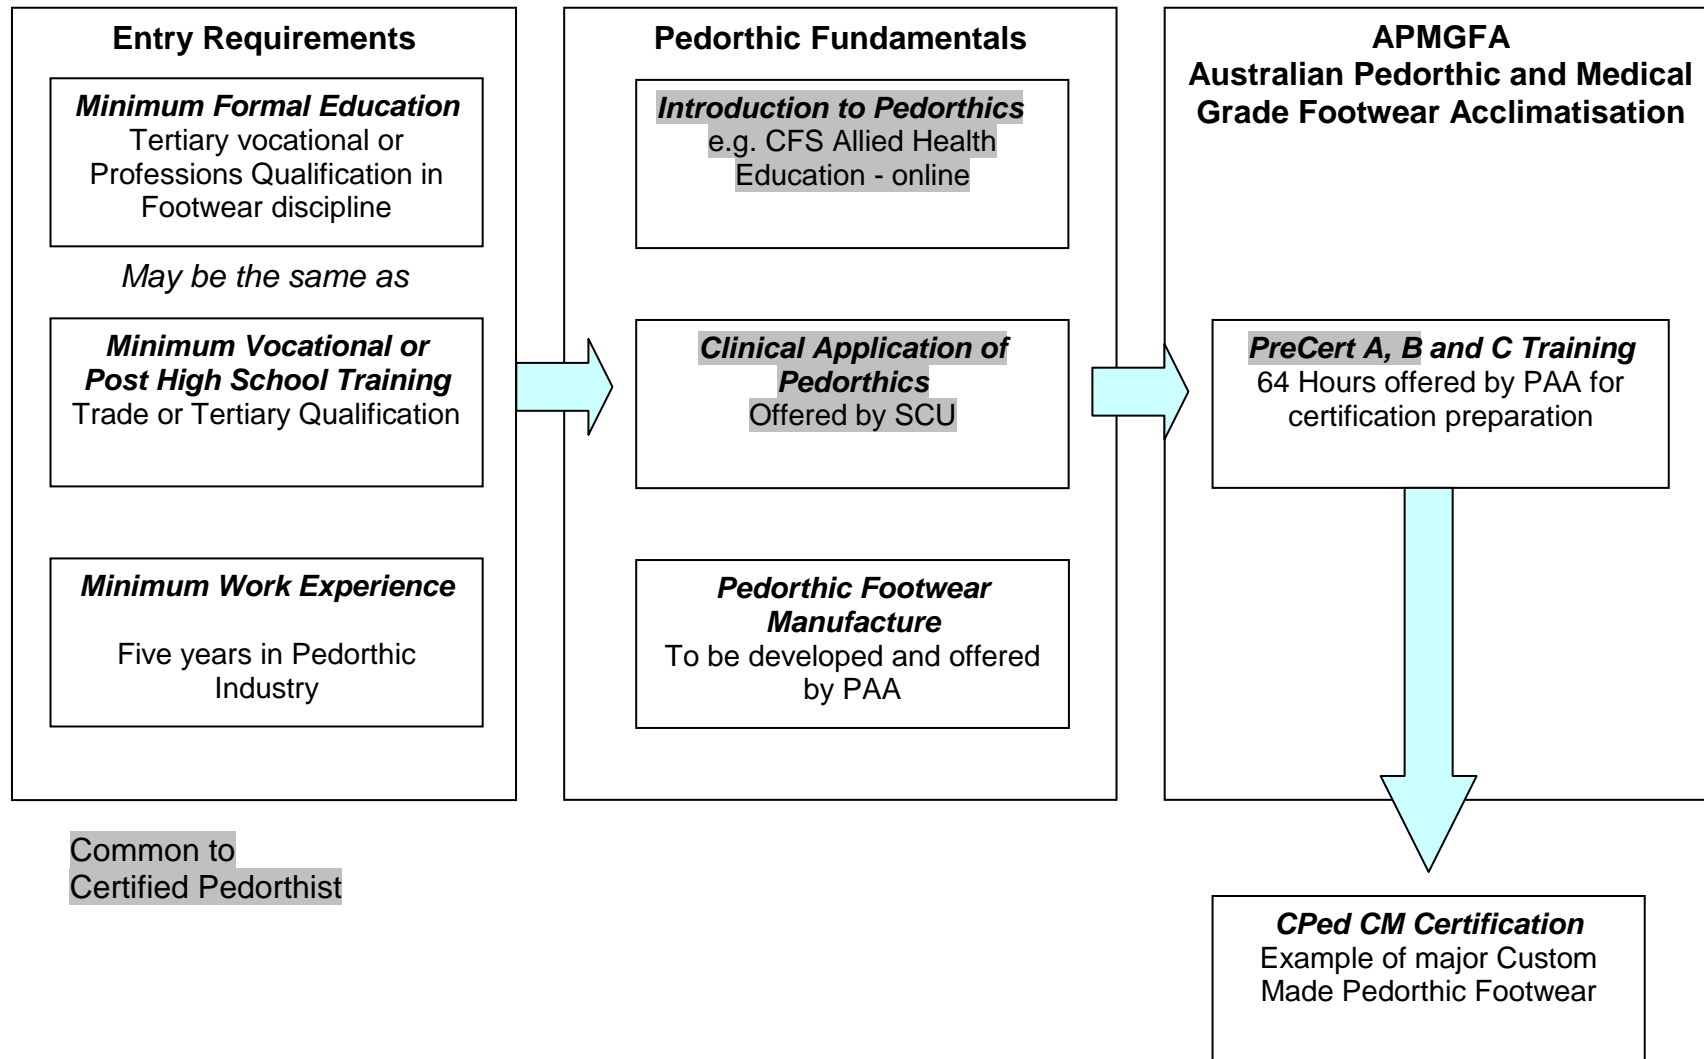 Entry Requirements
Minimum Formal Education
Tertiary vocational or
Professions Qualification in
Footwear discipline
May be the same as
Minimum Vocational or
Post High School Training
Trade or Tertiary Qualification
Minimum Work Experience
Five years in Pedorthic
Industry
Common to
Certified Pedorthist
Pedorthic Fundamentals
Introduction to Pedorthics
e.g. CFS Allied Health
Education - online
Clinical Application of
Pedorthics
Offered by SCU
Pedorthic Footwear
Manufacture
To be developed and offered
by PAA
APMGFA
Australian Pedorthic and Medical
Grade Footwear Acclimatisation
PreCert A, B and C Training
64 Hours offered by PAA for
certification preparation
CPed CM Certification
Example of major Custom
Made Pedorthic Footwear